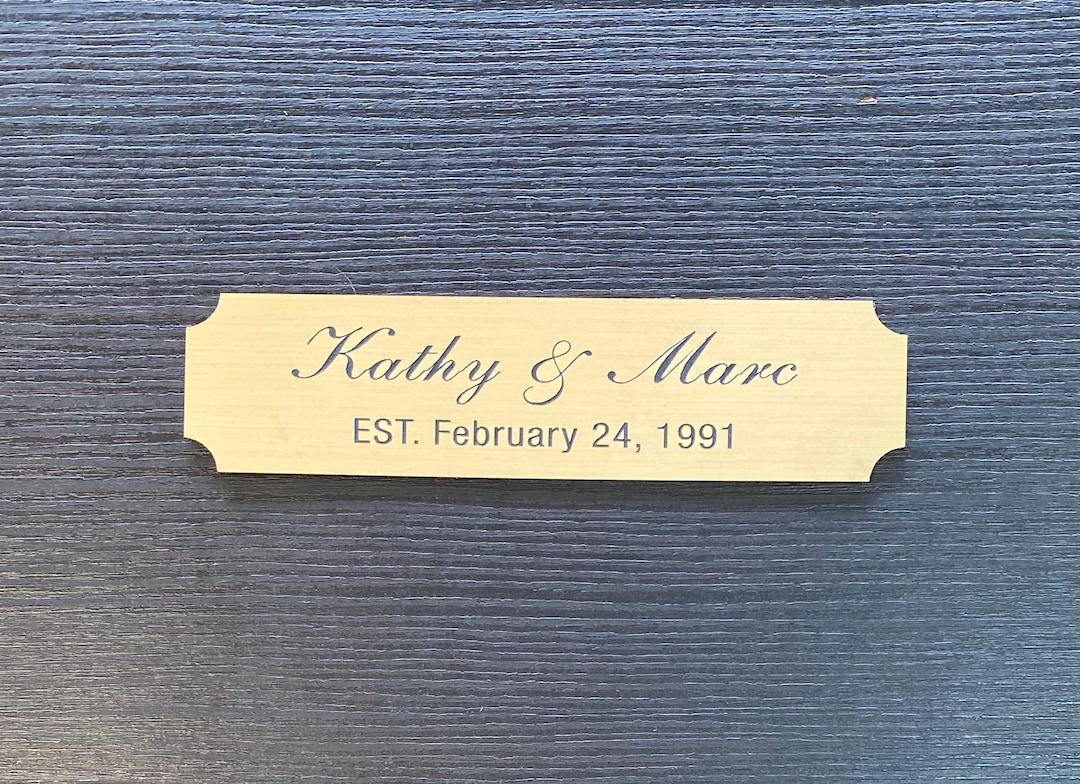 Kathy & Marc
EST. February 24, 1991